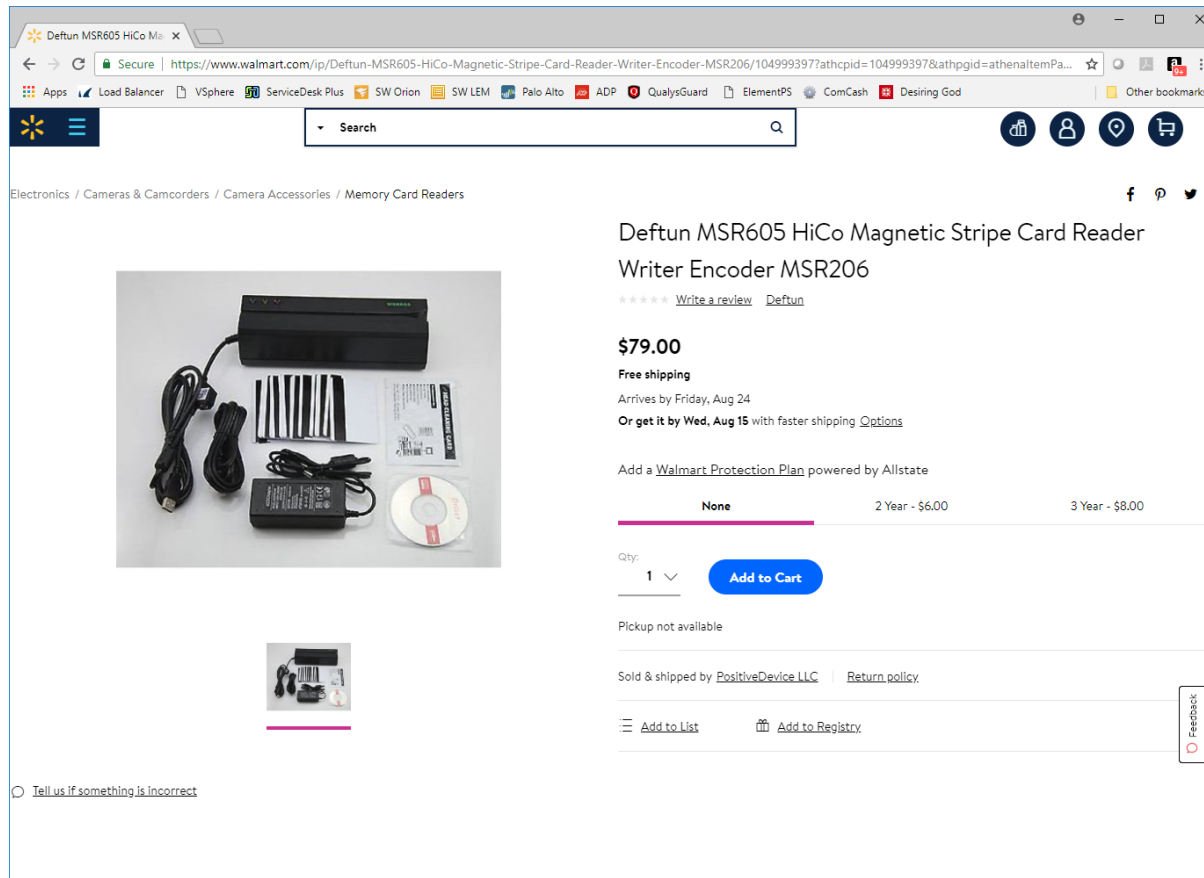 Deftun MSR605 HiCo Ma
Secure | https://www.walmart.com/ip/Deftun-MSR605-HiCo-Magnetic-Stripe-Card-Reader-Writer-Encoder-MSR206/104999397?athcpid=104999397&athpgid=athenaItemPa...
9+
Apps Load Balancer VSphere ServiceDesk Plus SW Orion SW LEM Palo Alto ADP QualysGuard ElementPS ComCash Desiring God Other bookmarks
Search
Electronics / Cameras & Camcorders / Camera Accessories / Memory Card Readers
Deftun MSR605 HiCo Magnetic Stripe Card Reader
Writer Encoder MSR206
Write a review Deftun
$79.00
Free shipping
Arrives by Friday, Aug 24
Or get it by Wed, Aug 15 with faster shipping Options
Add a Walmart Protection Plan powered by Allstate
None 2 Year - $6.00 3 Year - $8.00
Qty:
1 Add to Cart
Pickup not available
Sold & shipped by PositiveDevice LLC Return policy
Add to List Add to Registry
Feedback
Tell us if something is incorrect